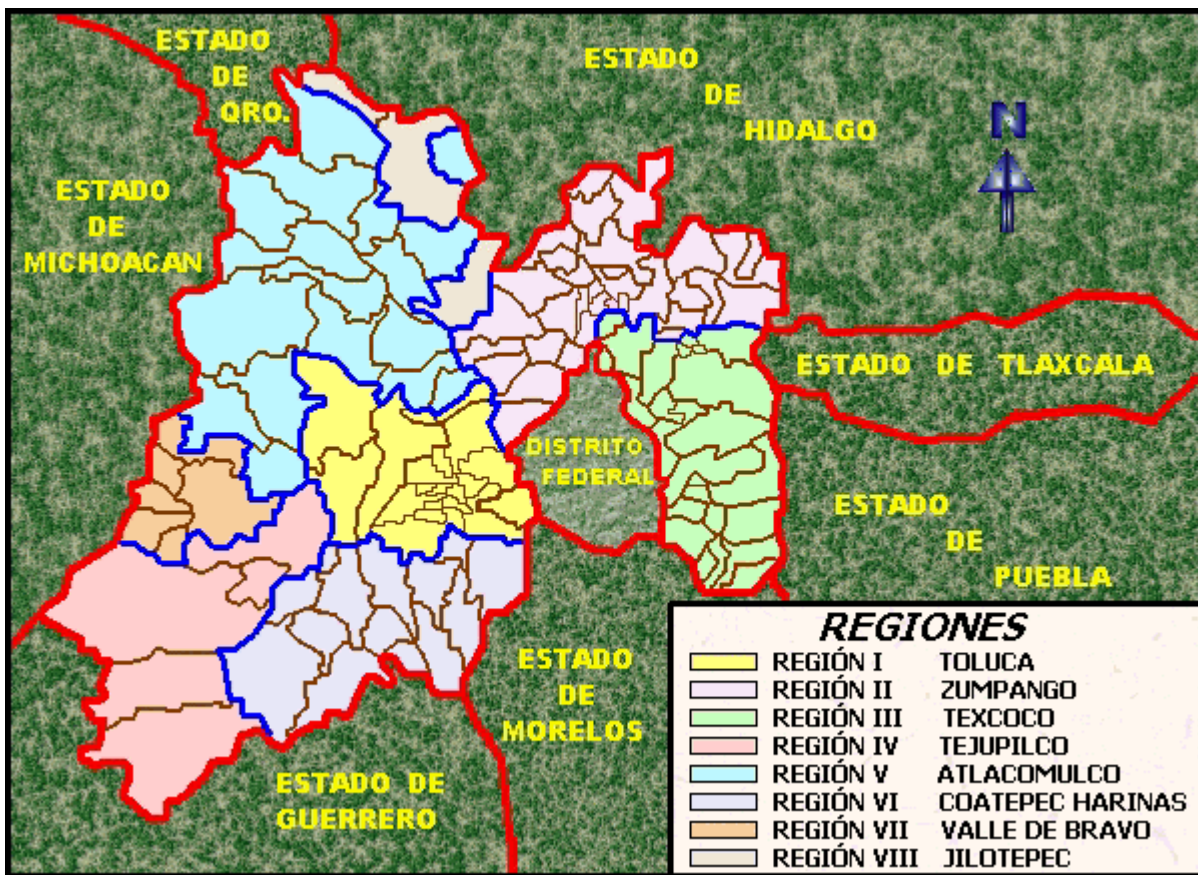 ESTADO
DE
QRO.
ESTADO
DE
HIDALGO
N
ESTADO
DE
MICHOACAN
ESTADO DE TLAXCALA
DISTRITO
FEDERAL
ESTADO
DE
PUEBLA
ESTADO
DE
MORELOS
ESTADO DE
GUERRERO
REGIONES
REGIÓN I TOLUCA
REGIÓN II ZUMPANGO
REGIÓN III TEXCOCO
REGIÓN IV TEJUPILCO
REGIÓN V ATLACOMULCO
REGIÓN VI COATEPEC HARINAS
REGIÓN VII VALLE DE BRAVO
REGIÓN VIII JILOTEPEC